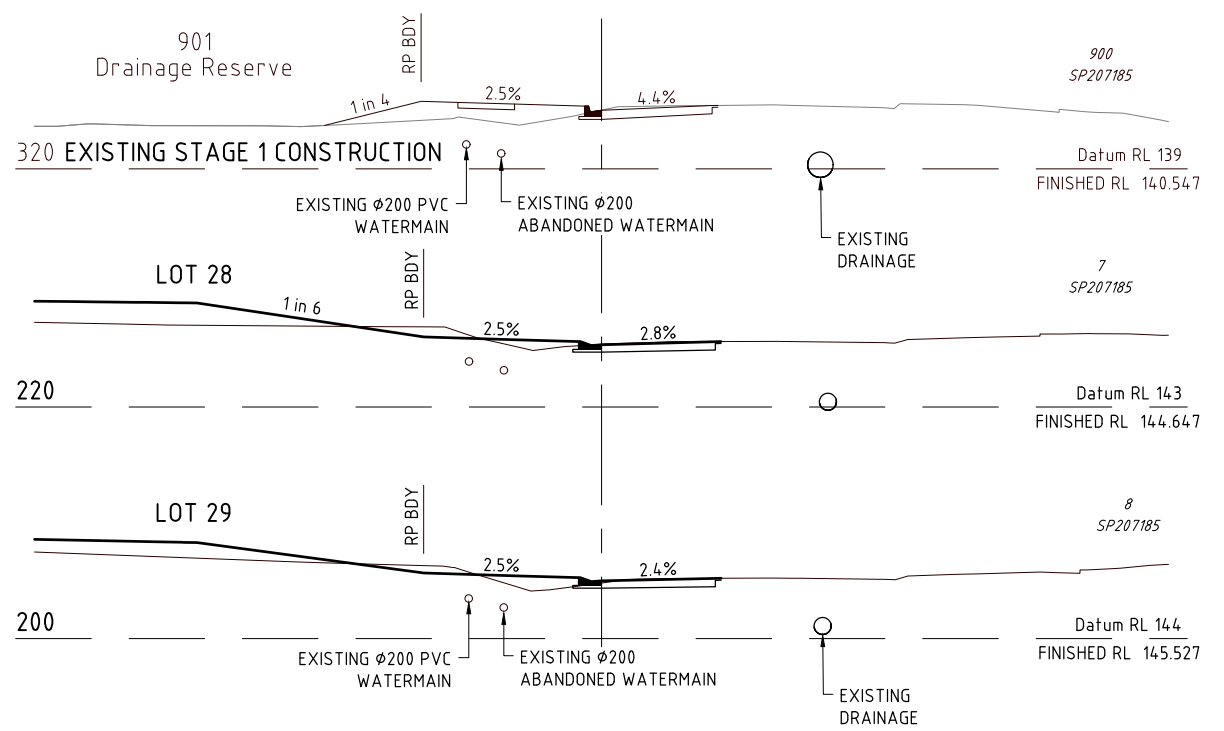 901
Drainage Reserve
RP BDY
900
SP207185
1 in 4
2.5%
4.4%
320 EXISTING STAGE 1 CONSTRUCTION
Datum RL 139
FINISHED RL 140.547
EXISTING Ø200 PVC
WATERMAIN
EXISTING Ø200
ABANDONED WATERMAIN
EXISTING
DRAINAGE
LOT 28
RP BDY
7
SP207185
1 in 6
2.5%
2.8%
220
Datum RL 143
FINISHED RL 144.647
LOT 29
RP BDY
8
SP207185
2.5%
2.4%
200
Datum RL 144
FINISHED RL 145.527
EXISTING Ø200 PVC
WATERMAIN
EXISTING Ø200
ABANDONED WATERMAIN
EXISTING
DRAINAGE